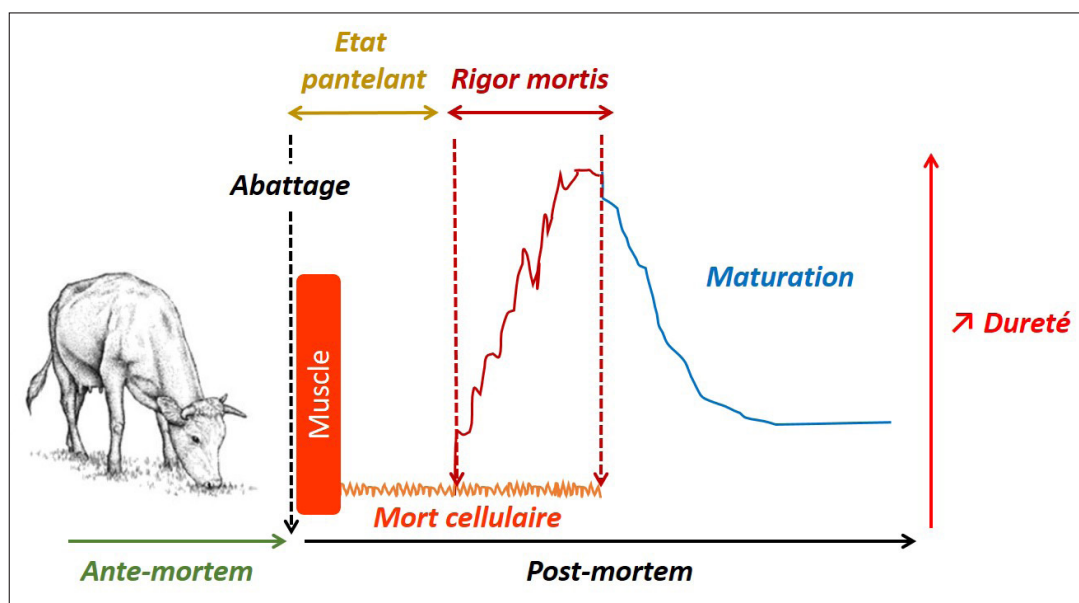 Etat
pantelant
Rigor mortis
Abattage
Muscle
Maturation
↗ Dureté
Mort cellulaire
Ante-mortem
Post-mortem